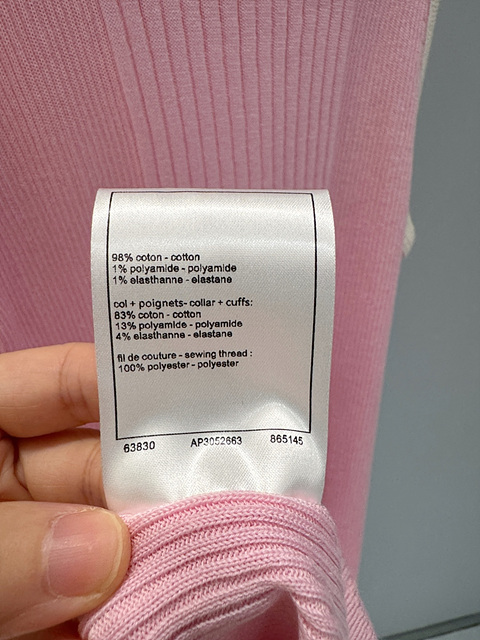 98% coton - cotton
1% polyamide - polyamide
1% elasthanne - elastane
col + poignets- collar + cuffs:
83% coton - cotton
13% polyamide - polyamide
4% elasthanne - elastane
fil de couture - sewing thread :
100% polyester - polyester
63830 AP3052663 865145